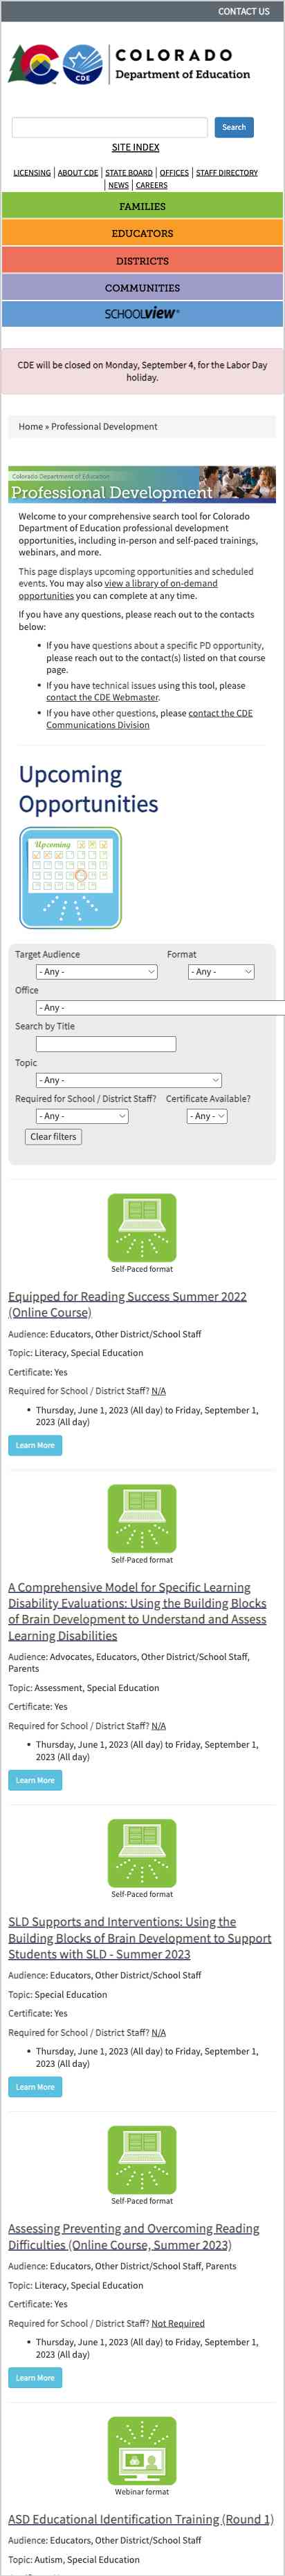 CONTACT US
CDE
COLORADO
Department of Education
Search
SITE INDEX
LICENSING | ABOUT CDE | STATE BOARD | OFFICES | STAFF DIRECTORY
| NEWS | CAREERS
FAMILIES
EDUCATORS
DISTRICTS
COMMUNITIES
SCHOOLVIEW®
CDE will be closed on Monday, September 4, for the Labor Day
holiday.
Home » Professional Development
Colorado Department of Education
Professional Development
Welcome to your comprehensive search tool for Colorado
Department of Education professional development
opportunities, including in-person and self-paced trainings,
webinars, and more.
This page displays upcoming opportunities and scheduled
events. You may also view a library of on-demand
opportunities you can complete at any time.
If you have any questions, please reach out to the contacts
below:
• If you have questions about a specific PD opportunity,
please reach out to the contact(s) listed on that course
page.
• If you have technical issues using this tool, please
contact the CDE Webmaster.
• If you have other questions, please contact the CDE
Communications Division
Upcoming
Opportunities
Upcoming
Target Audience Format
- Any - - Any -
Office
- Any -
Search by Title
Topic
- Any -
Required for School / District Staff? Certificate Available?
- Any - - Any -
Clear filters
Self-Paced format
Equipped for Reading Success Summer 2022
(Online Course)
Audience: Educators, Other District/School Staff
Topic: Literacy, Special Education
Certificate: Yes
Required for School / District Staff? N/A
• Thursday, June 1, 2023 (All day) to Friday, September 1,
2023 (All day)
Learn More
Self-Paced format
A Comprehensive Model for Specific Learning
Disability Evaluations: Using the Building Blocks
of Brain Development to Understand and Assess
Learning Disabilities
Audience: Advocates, Educators, Other District/School Staff,
Parents
Topic: Assessment, Special Education
Certificate: Yes
Required for School / District Staff? N/A
• Thursday, June 1, 2023 (All day) to Friday, September 1,
2023 (All day)
Learn More
Self-Paced format
SLD Supports and Interventions: Using the
Building Blocks of Brain Development to Support
Students with SLD - Summer 2023
Audience: Educators, Other District/School Staff
Topic: Special Education
Certificate: Yes
Required for School / District Staff? N/A
• Thursday, June 1, 2023 (All day) to Friday, September 1,
2023 (All day)
Learn More
Self-Paced format
Assessing Preventing and Overcoming Reading
Difficulties (Online Course, Summer 2023)
Audience: Educators, Other District/School Staff, Parents
Topic: Literacy, Special Education
Certificate: Yes
Required for School / District Staff? Not Required
• Thursday, June 1, 2023 (All day) to Friday, September 1,
2023 (All day)
Learn More
Webinar format
ASD Educational Identification Training (Round 1)
Audience: Educators, Other District/School Staff
Topic: Autism, Special Education